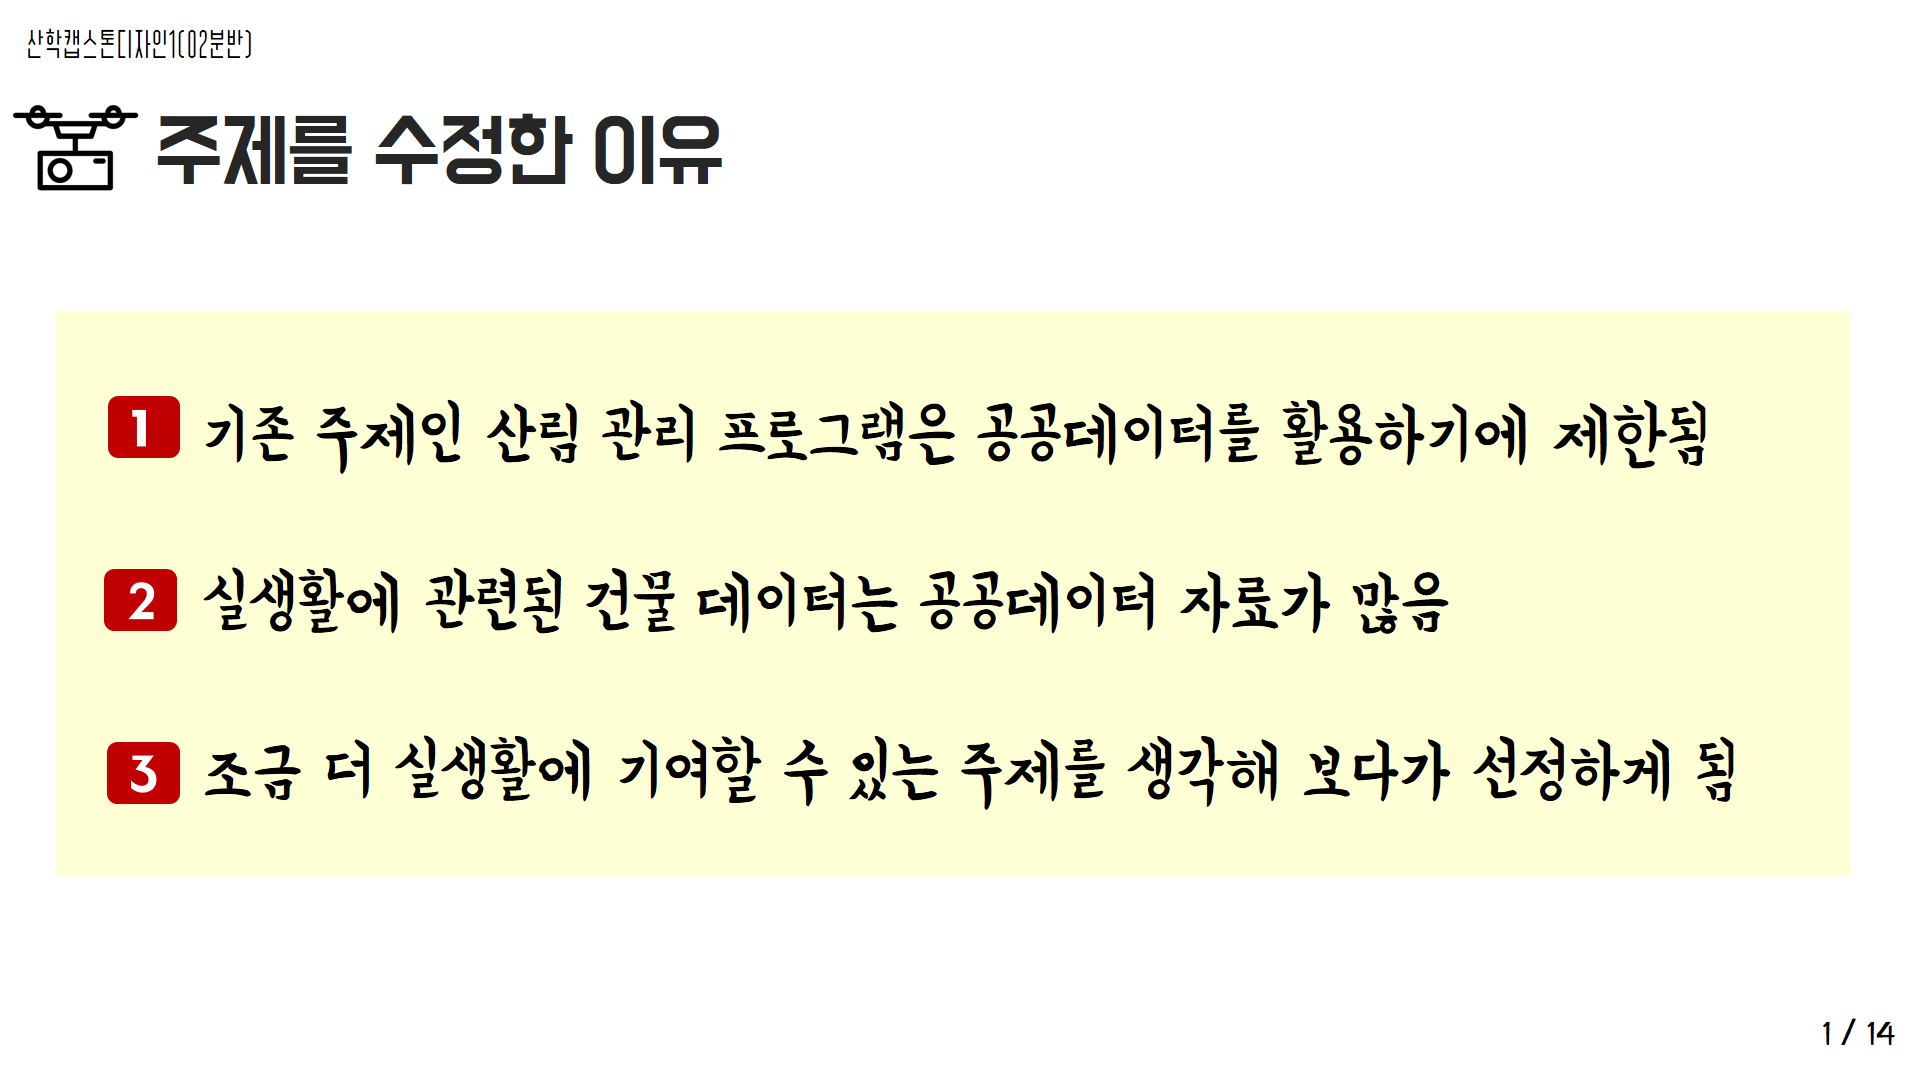 산학캡스톤디자인1(02분반)
주제를 수정한 이유
1 기존 주제인 산림 관리 프로그램은 공공데이터를 활용하기에 제한됨
2 실생활에 관련된 건물 데이터는 공공데이터 자료가 많음
3 조금 더 실생활에 기여할 수 있는 주제를 생각해 보다가 선정하게 됨
1 / 14